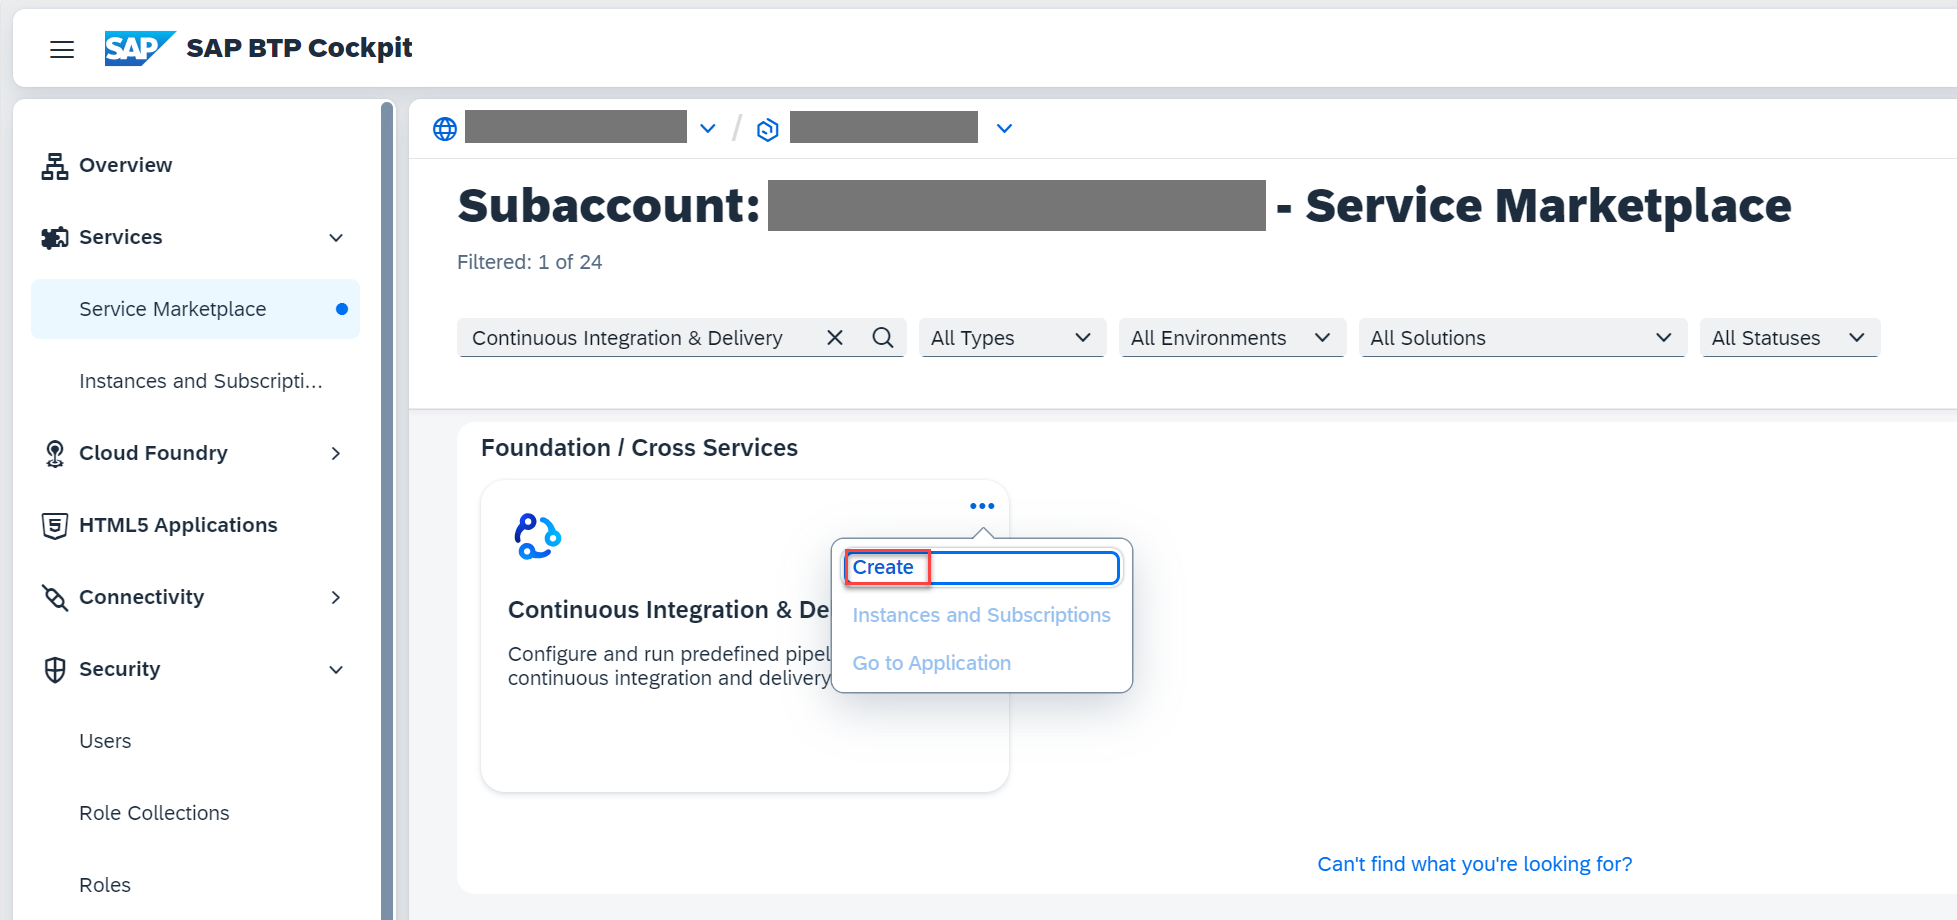 SAP SAP BTP Cockpit
Overview
Services
Service Marketplace
Instances and Subscripti...
Cloud Foundry
HTML5 Applications
Connectivity
Security
Users
Role Collections
Roles
/
Subaccount: - Service Marketplace
Filtered: 1 of 24
Continuous Integration & Delivery
All Types
All Environments
All Solutions
All Statuses
Foundation / Cross Services
Continuous Integration & De
Configure and run predefined pipel
continuous integration and delivery
Create
Instances and Subscriptions
Go to Application
Can't find what you're looking for?